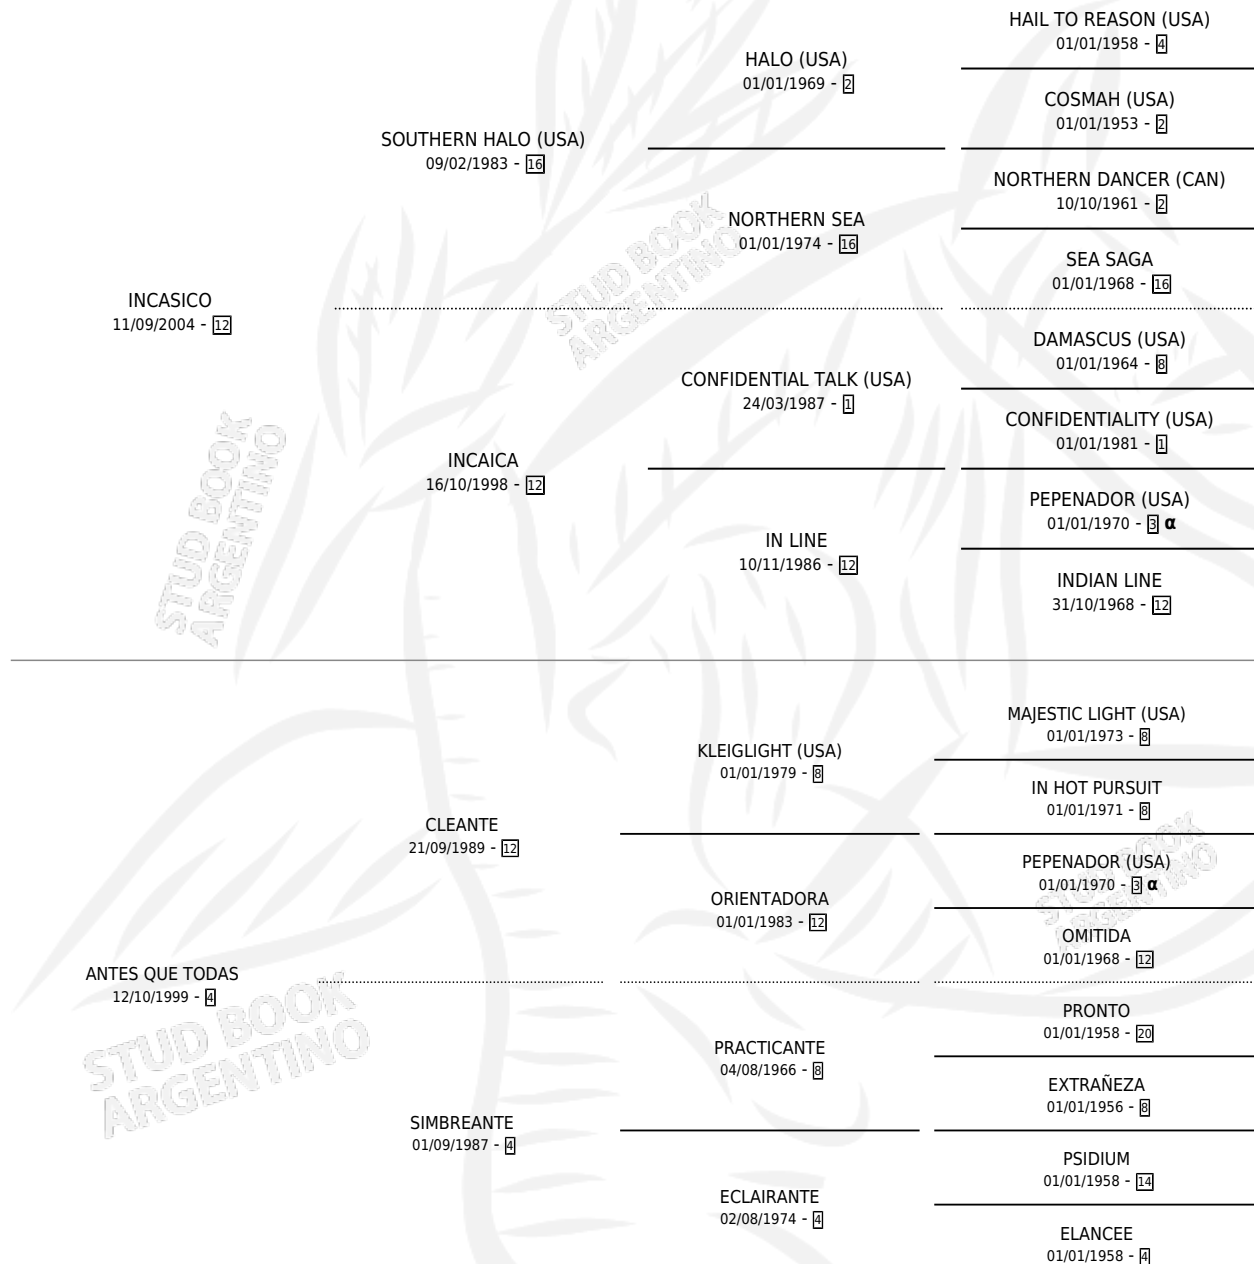 HAIL TO REASON (USA)
01/01/1958 - 4
HALO (USA)
01/01/1969 - 2
COSMAH (USA)
01/01/1953 - 2
SOUTHERN HALO (USA)
09/02/1983 - 16
NORTHERN DANCER (CAN)
10/10/1961 - 2
NORTHERN SEA
01/01/1974 - 16
SEA SAGA
01/01/1968 - 16
INCASICO
11/09/2004 - 12
DAMASCUS (USA)
01/01/1964 - 8
CONFIDENTIAL TALK (USA)
24/03/1987 - 1
CONFIDENTIALITY (USA)
01/01/1981 - 1
INCAICA
16/10/1998 - 12
PEPENADOR (USA)
01/01/1970 - 3 α
IN LINE
10/11/1986 - 12
INDIAN LINE
31/10/1968 - 12
MAJESTIC LIGHT (USA)
01/01/1973 - 8
KLEIGLIGHT (USA)
01/01/1979 - 8
IN HOT PURSUIT
01/01/1971 - 8
CLEANTE
21/09/1989 - 12
PEPENADOR (USA)
01/01/1970 - 3 α
ORIENTADORA
01/01/1983 - 12
OMITIDA
01/01/1968 - 12
ANTES QUE TODAS
12/10/1999 - 4
PRONTO
01/01/1958 - 20
PRACTICANTE
04/08/1966 - 8
EXTRAÑEZA
01/01/1956 - 8
SIMBREANTE
01/09/1987 - 4
PSIDIUM
01/01/1958 - 14
ECLAIRANTE
02/08/1974 - 4
ELANCEE
01/01/1958 - 4
STUD BOOK
ARGENTINO
STUD BOOK
ARGENTINO
STUD BOOK
ARGENTINO
STUD BOOK
ARGENTINO